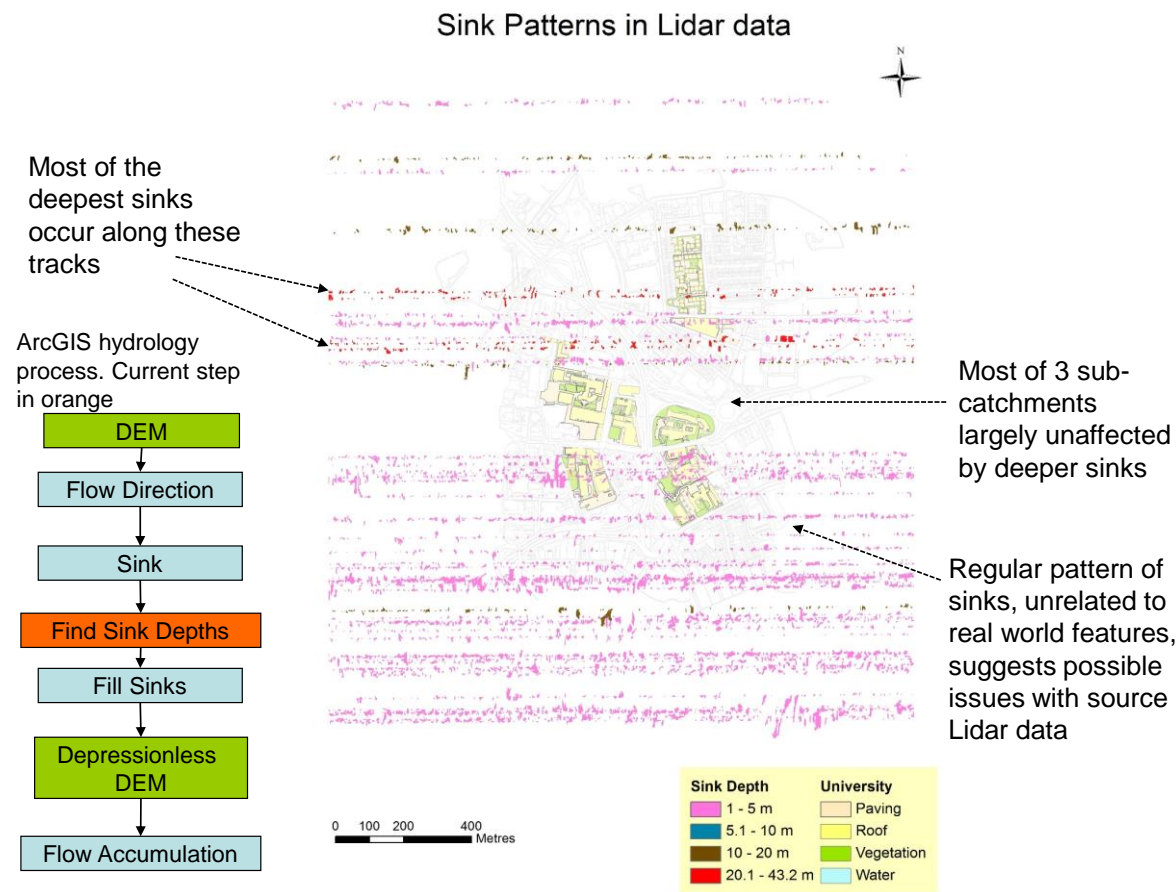 Sink Patterns in Lidar data
N
Most of the
deepest sinks
occur along these
tracks
ArcGIS hydrology
process. Current step
in orange
DEM
Flow Direction
Sink
Find Sink Depths
Fill Sinks
Depressionless
DEM
Flow Accumulation
Most of 3 sub-
catchments
largely unaffected
by deeper sinks
Regular pattern of
sinks, unrelated to
real world features,
suggests possible
issues with source
Lidar data
0 100 200 400
Metres
Sink Depth
1 - 5 m
5.1 - 10 m
10 - 20 m
20.1 - 43.2 m
University
Paving
Roof
Vegetation
Water